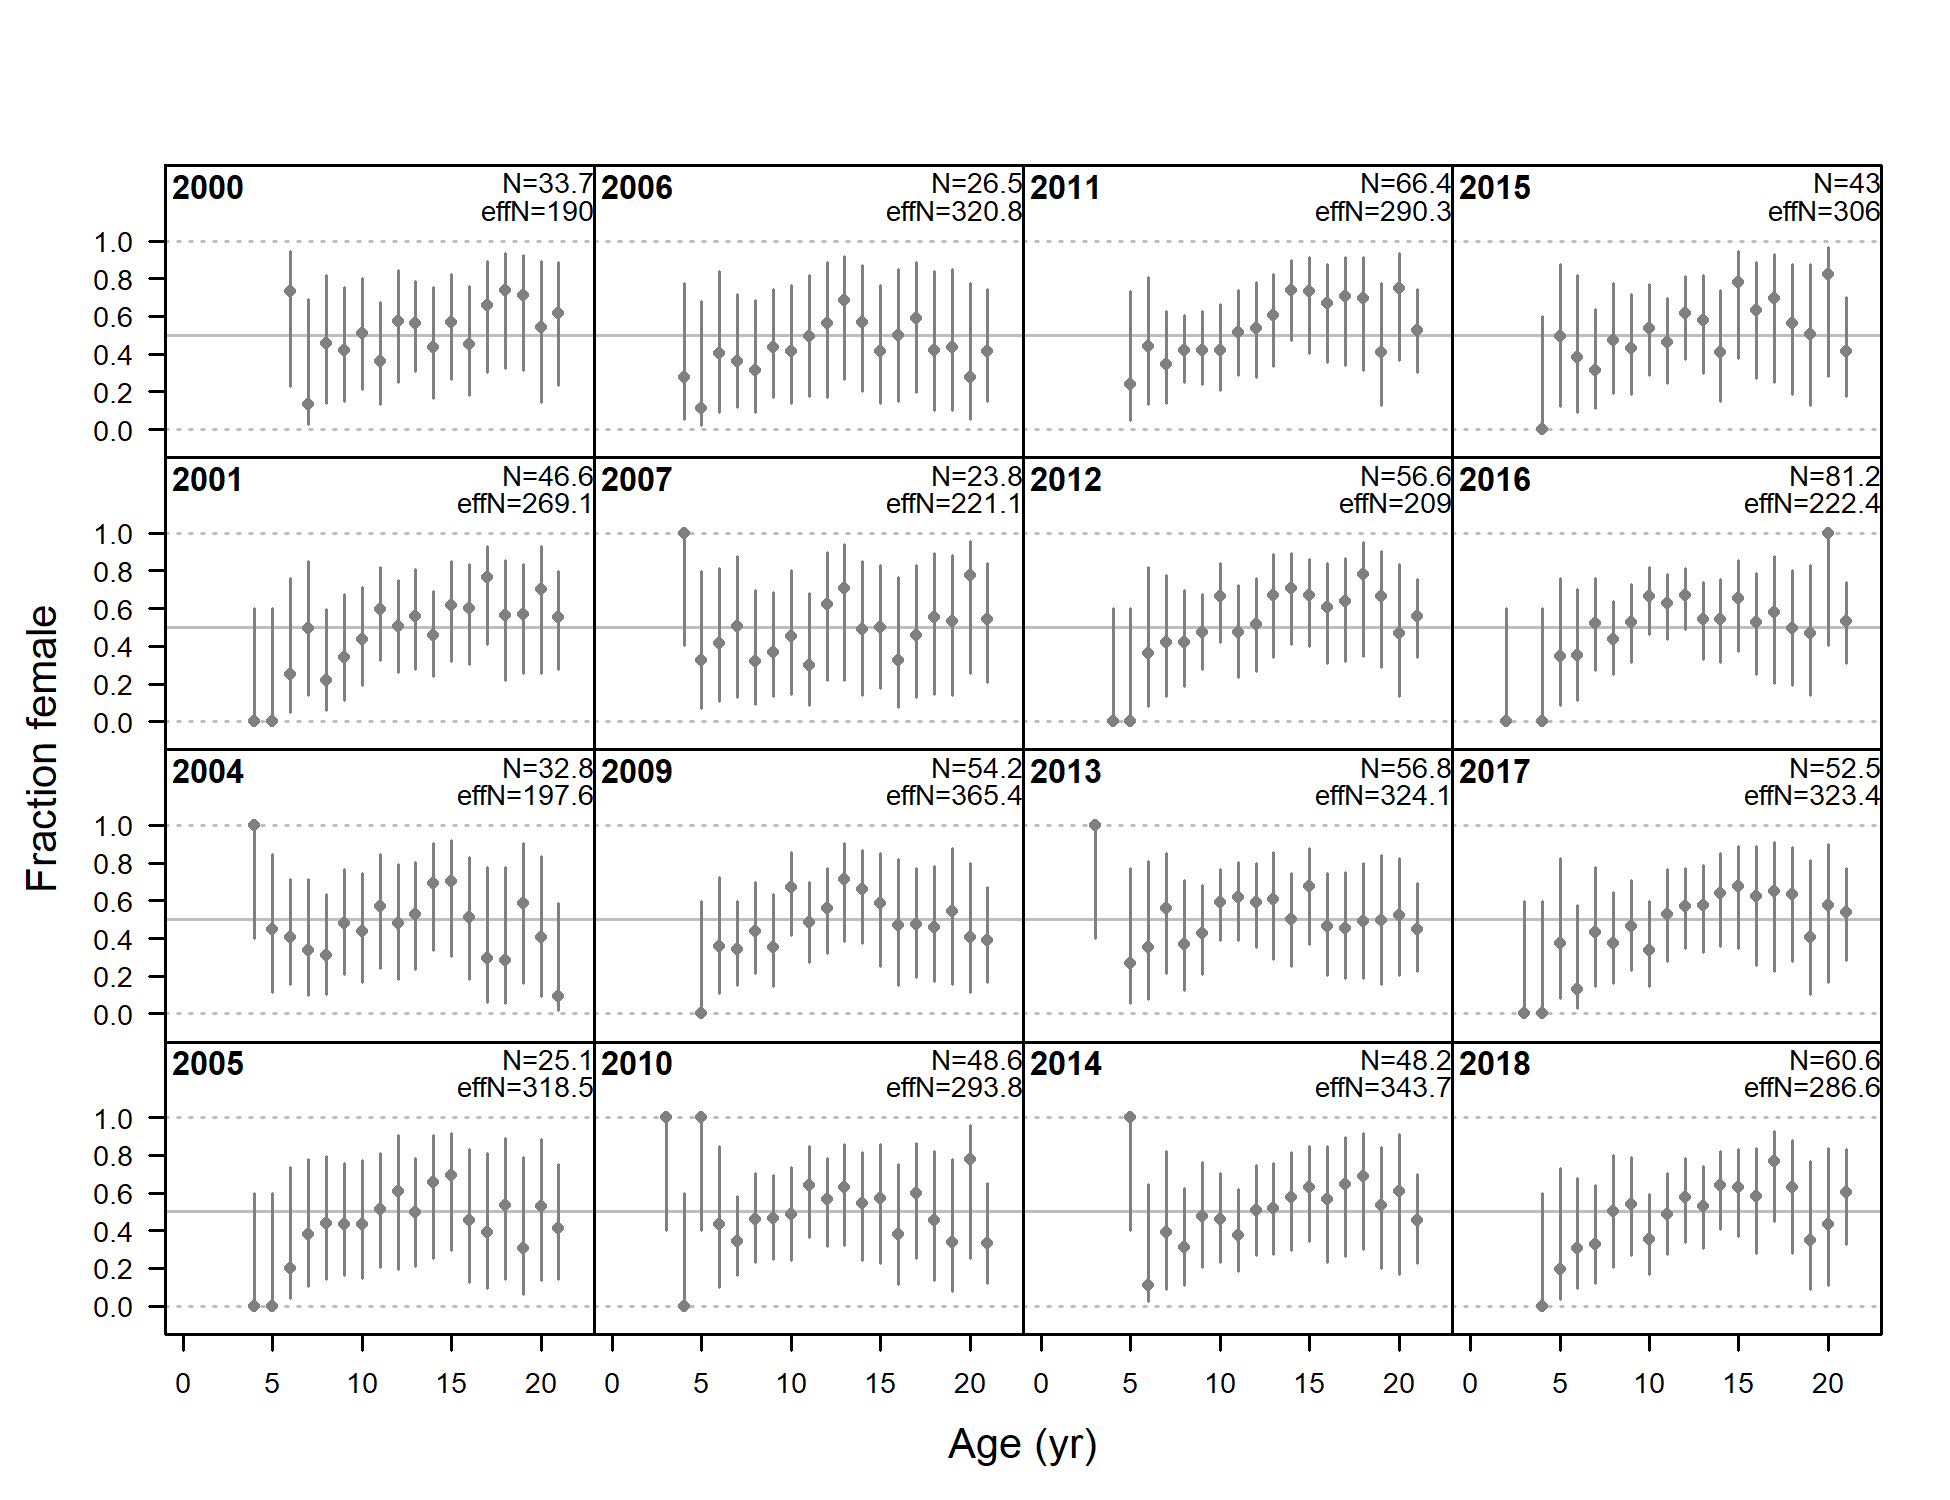 2000
N=33.7
effN=190
2006
N=26.5
effN=320.8
2011
N=66.4
effN=290.3
2015
N=43
effN=306
1.0
0.8
0.6
0.4
0.2
0.0
2001
N=46.6
effN=269.1
2007
N=23.8
effN=221.1
2012
N=56.6
effN=209
2016
N=81.2
effN=222.4
1.0
0.8
0.6
0.4
0.2
0.0
2004
N=32.8
effN=197.6
2009
N=54.2
effN=365.4
2013
N=56.8
effN=324.1
2017
N=52.5
effN=323.4
1.0
0.8
0.6
0.4
0.2
0.0
2005
N=25.1
effN=318.5
2010
N=48.6
effN=293.8
2014
N=48.2
effN=343.7
2018
N=60.6
effN=286.6
1.0
0.8
0.6
0.4
0.2
0.0
0 5 10 15 20 0 5 10 15 20 0 5 10 15 20 0 5 10 15 20
Age (yr)
Fraction female